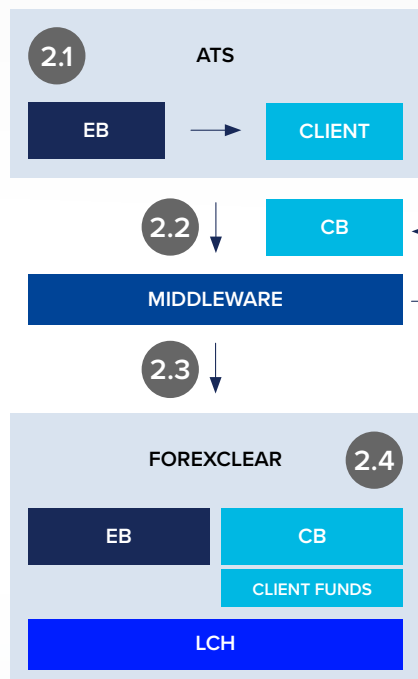 2.1
ATS
EB
CLIENT
2.2
CB
MIDDLEWARE
2.3
FOREXCLEAR
2.4
EB
CB
CLIENT FUNDS
LCH